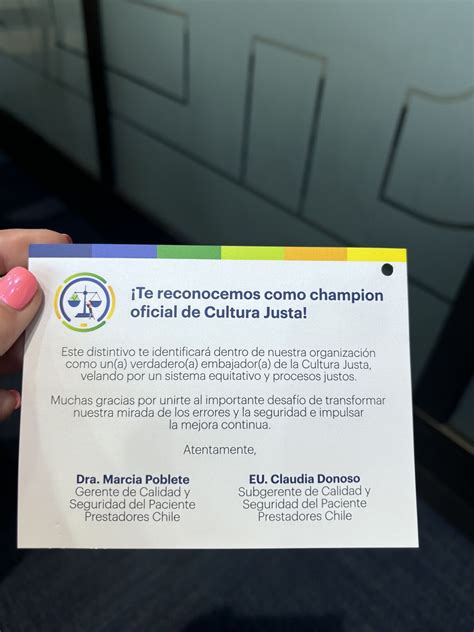 ¡Te reconocemos como champion
oficial de Cultura Justa!
Este distintivo te identificará dentro de nuestra organización
como un(a) verdadero(a) embajador(a) de la Cultura Justa,
velando por un sistema equitativo y procesos justos.
Muchas gracias por unirte al importante desafío de transformar
nuestra mirada de los errores y la seguridad e impulsar
la mejora continua.
Atentamente,
Dra. Marcia Poblete
Gerente de Calidad y
Seguridad del Paciente
Prestadores Chile
EU. Claudia Donoso
Subgerente de Calidad y
Seguridad del Paciente
Prestadores Chile